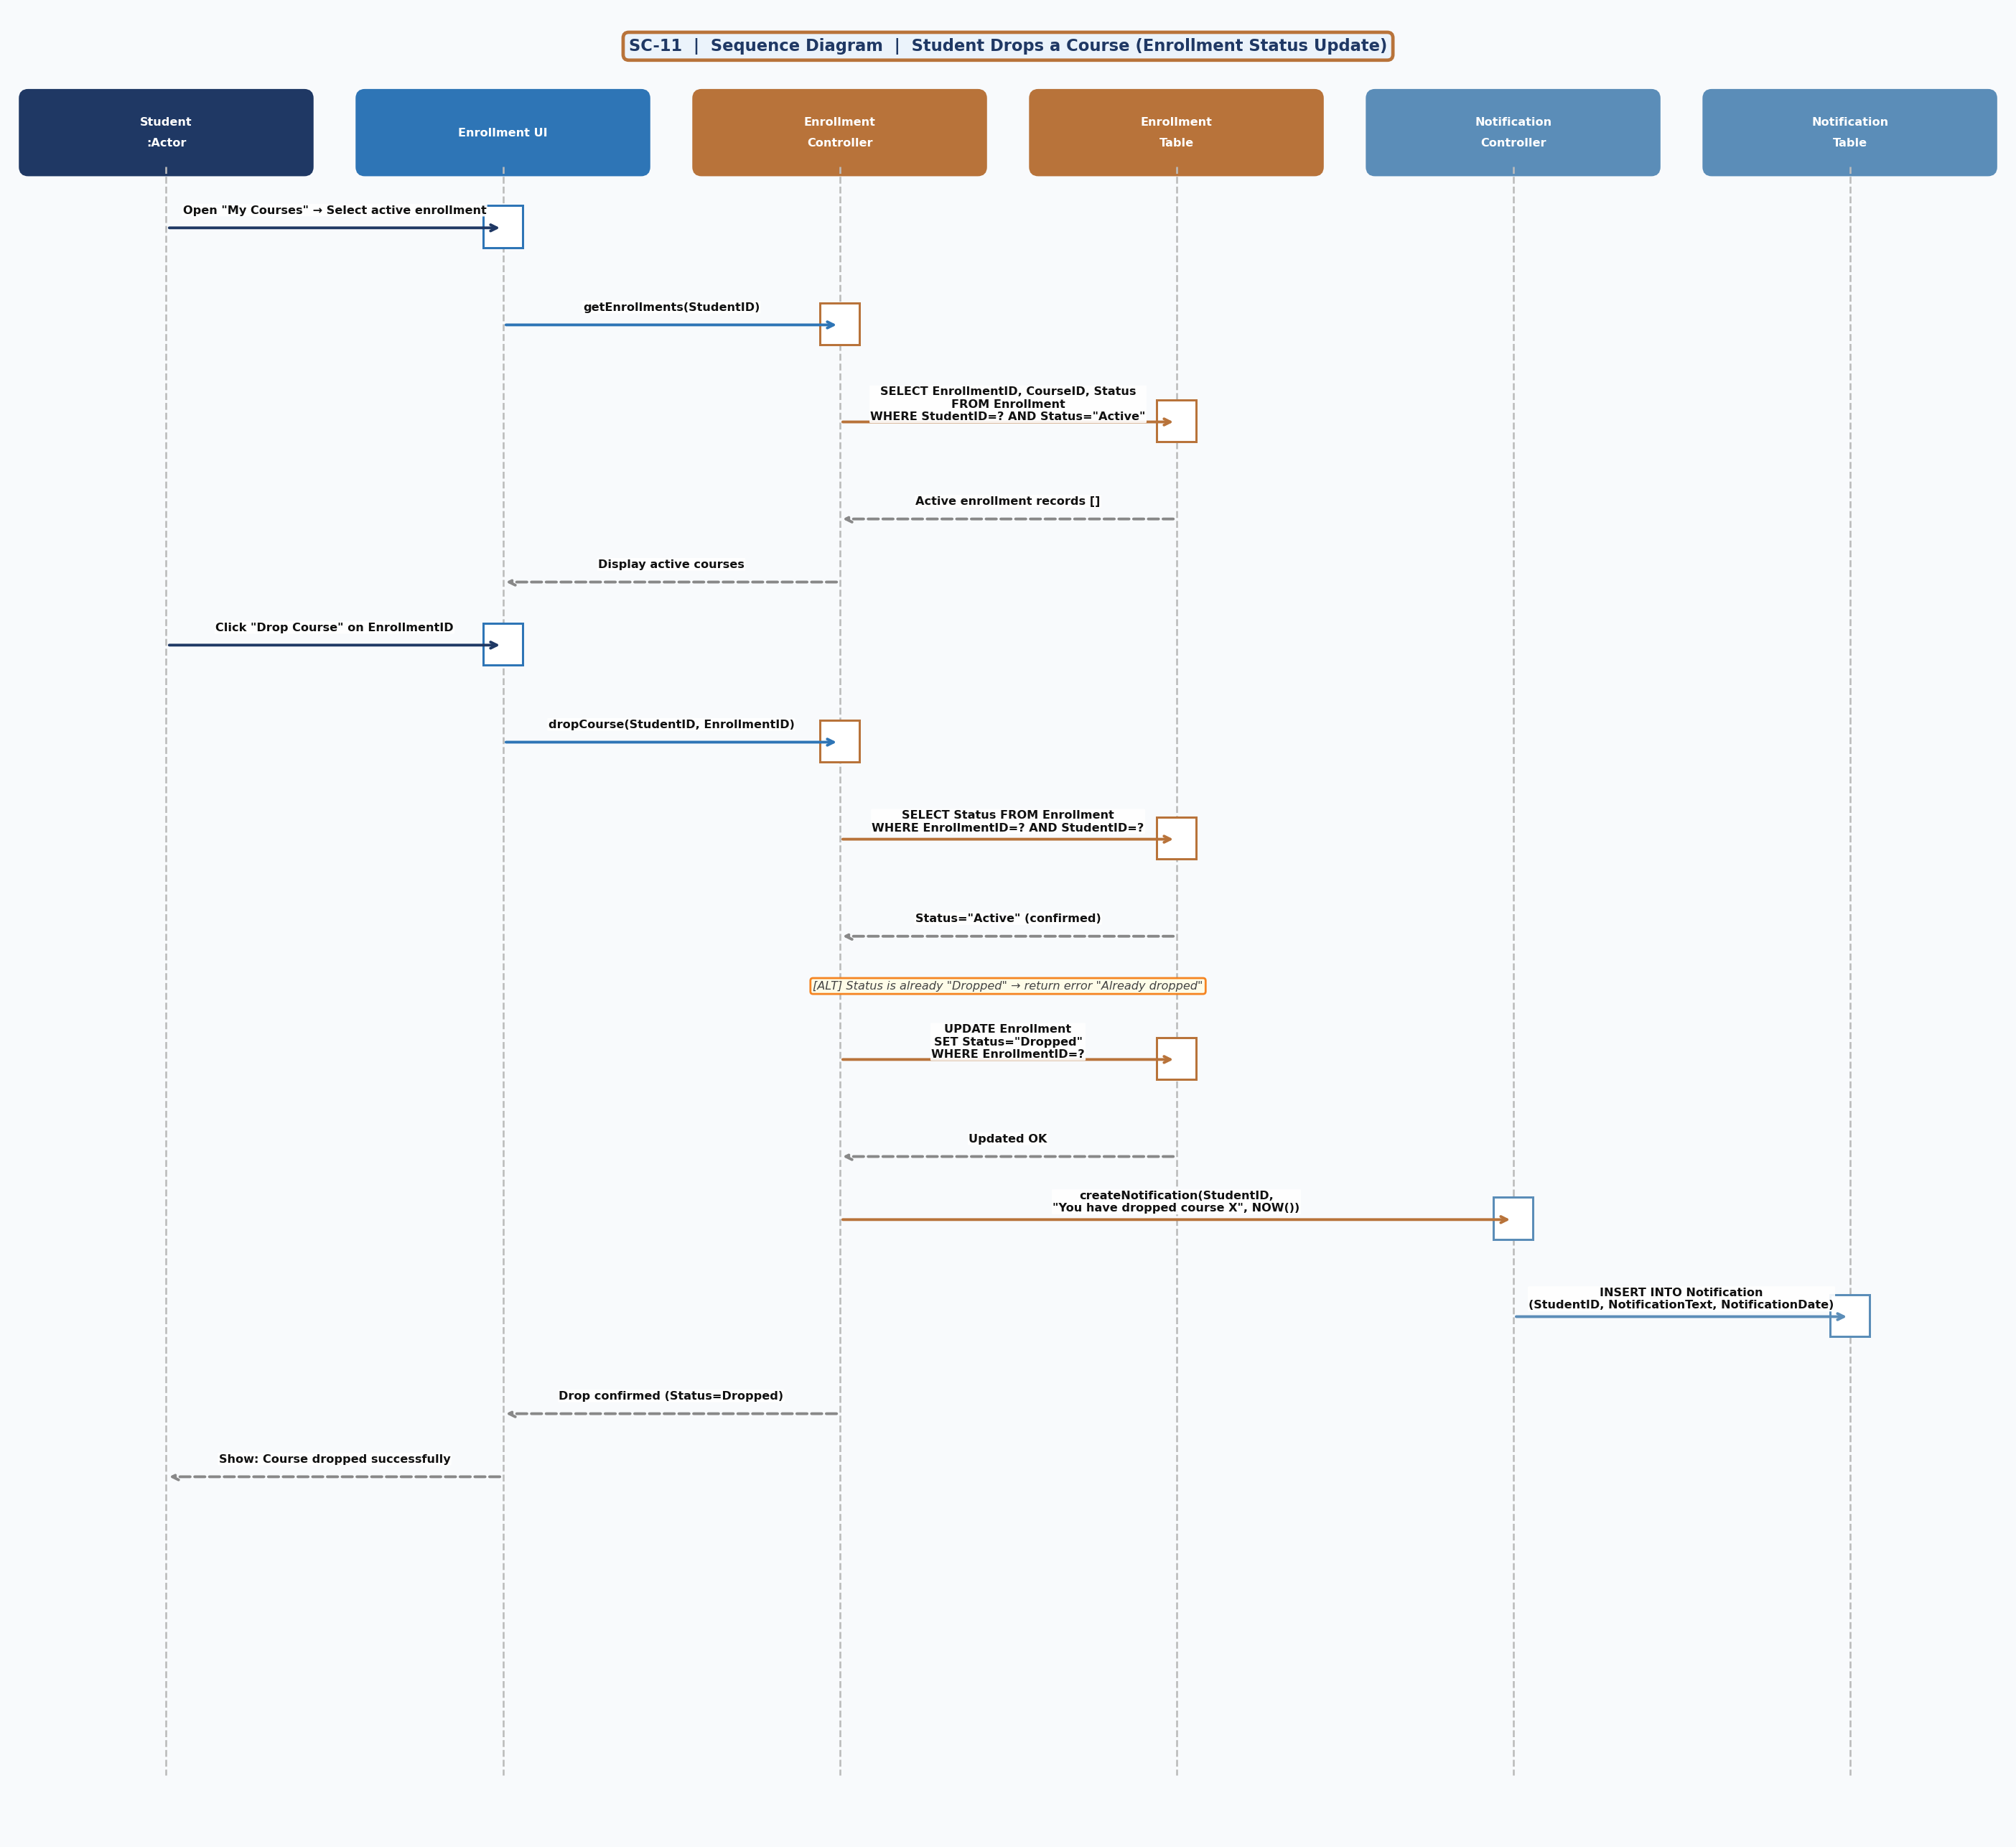 SC-11  |  Sequence Diagram  |  Student Drops a Course (Enrollment Status Update)
Student
:Actor
Enrollment UI
Enrollment
Controller
Enrollment
Table
Notification
Controller
Notification
Table
Open "My Courses" → Select active enrollment
getEnrollments(StudentID)
SELECT EnrollmentID, CourseID, Status
FROM Enrollment
WHERE StudentID=? AND Status="Active"
Active enrollment records []
Display active courses
Click "Drop Course" on EnrollmentID
dropCourse(StudentID, EnrollmentID)
SELECT Status FROM Enrollment
WHERE EnrollmentID=? AND StudentID=?
Status="Active" (confirmed)
[ALT] Status is already "Dropped" → return error "Already dropped"
UPDATE Enrollment
SET Status="Dropped"
WHERE EnrollmentID=?
Updated OK
createNotification(StudentID,
"You have dropped course X", NOW())
INSERT INTO Notification
(StudentID, NotificationText, NotificationDate)
Drop confirmed (Status=Dropped)
Show: Course dropped successfully